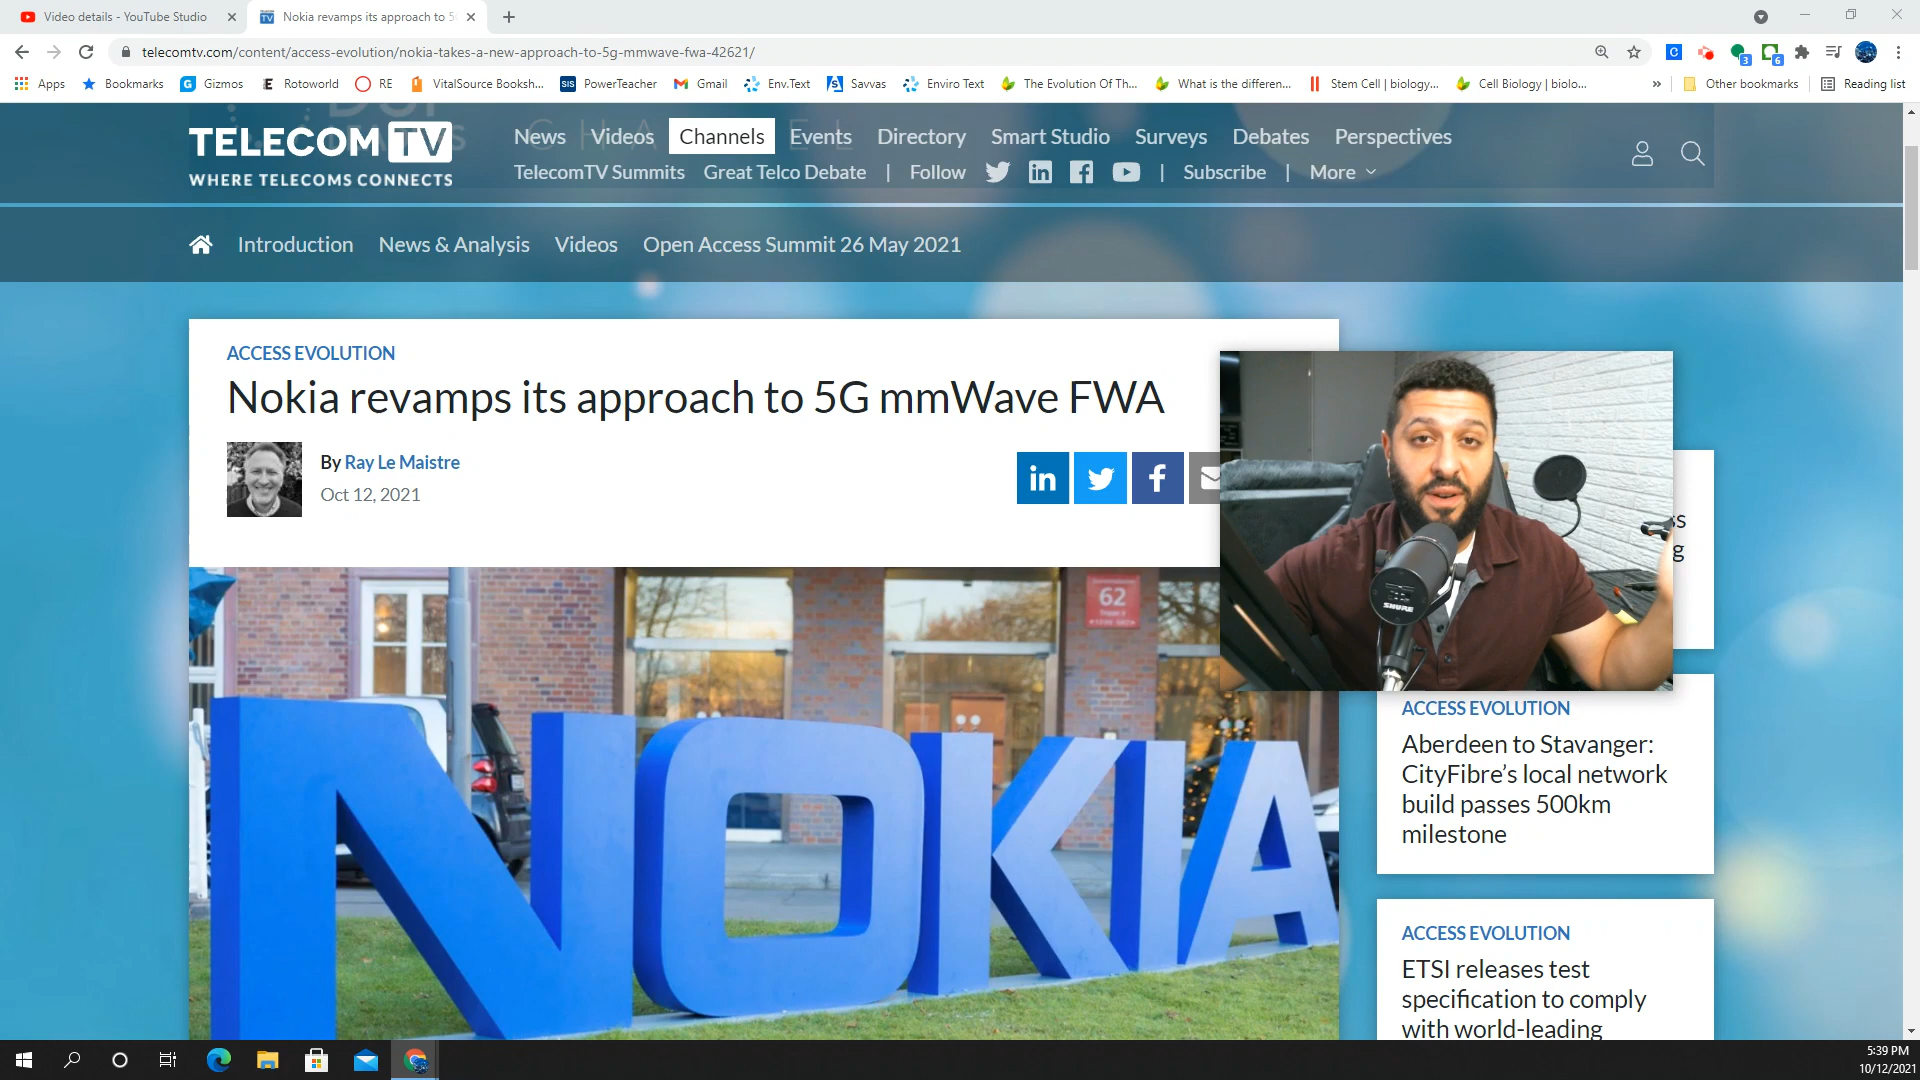 Video details - YouTube Studio
Nokia revamps its approach to 5
telecomtv.com/content/access-evolution/nokia-takes-a-new-approach-to-5g-mmwave-fwa-42621/
3
6
Apps
Bookmarks
Gizmos
Rotoworld
RE
VitalSource Booksh...
PowerTeacher
Gmail
Env.Text
Savvas
Enviro Text
The Evolution Of Th...
What is the differen...
Stem Cell | biology...
Cell Biology | biolo...
»
Other bookmarks
Reading list
TELECOM TV
WHERE TELECOMS CONNECTS
News
Videos
Channels
Events
Directory
Smart Studio
Surveys
Debates
Perspectives
TelecomTV Summits
Great Telco Debate
|
Follow
|
Subscribe
|
More
Introduction
News & Analysis
Videos
Open Access Summit 26 May 2021
ACCESS EVOLUTION
Nokia revamps its approach to 5G mmWave FWA
By Ray Le Maistre
Oct 12, 2021
SHURE
62
NOKIA
ss
g
ACCESS EVOLUTION
Aberdeen to Stavanger:
CityFibre's local network
build passes 500km
milestone
ACCESS EVOLUTION
ETSI releases test
specification to comply
with world-leading
5:39 PM
10/12/2021